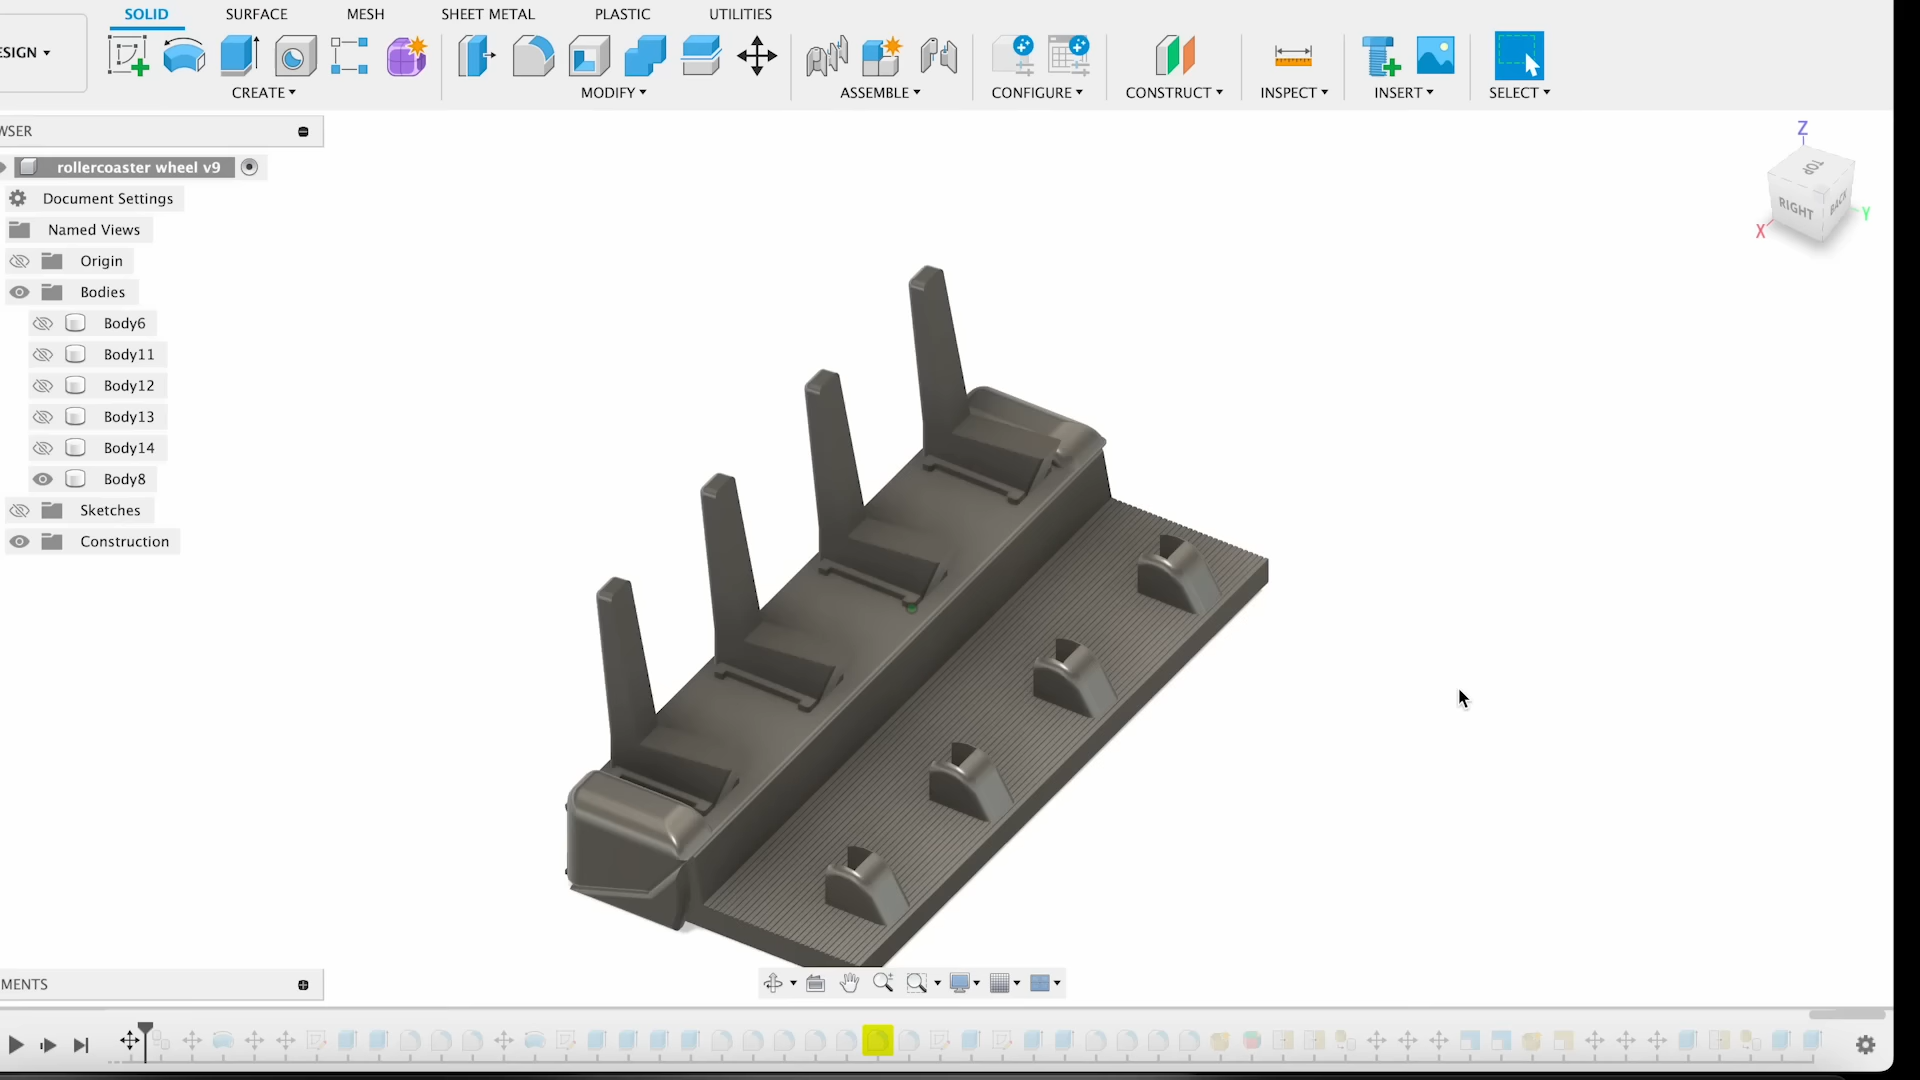 SOLID SURFACE MESH SHEET METAL PLASTIC UTILITIES
ESIGN
CREATE MODIFY ASSEMBLE CONFIGURE CONSTRUCT INSPECT INSERT SELECT
WSER
rollercoaster wheel v9
Document Settings
Named Views
Origin
Bodies
Body6
Body11
Body12
Body13
Body14
Body8
Sketches
Construction
Z
TOP
RIGHT BACK
X Y
MENTS